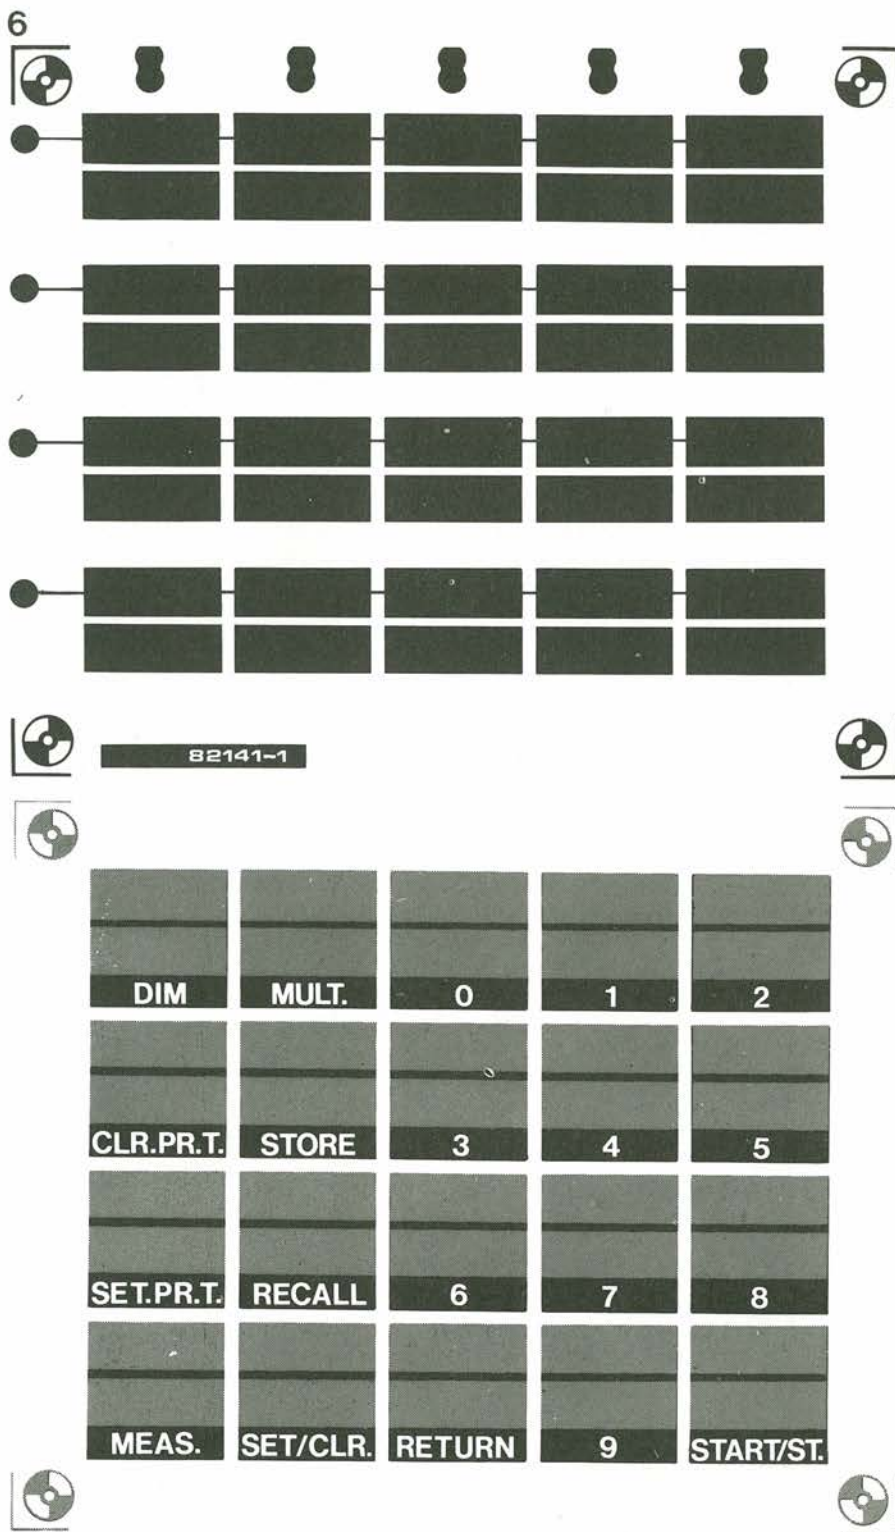 6
82141-1
DIM MULT. 0 1 2
CLR.PR.T. STORE 3 4 5
SET.PR.T. RECALL 6 7 8
MEAS. SET/CLR. RETURN 9 START/ST.